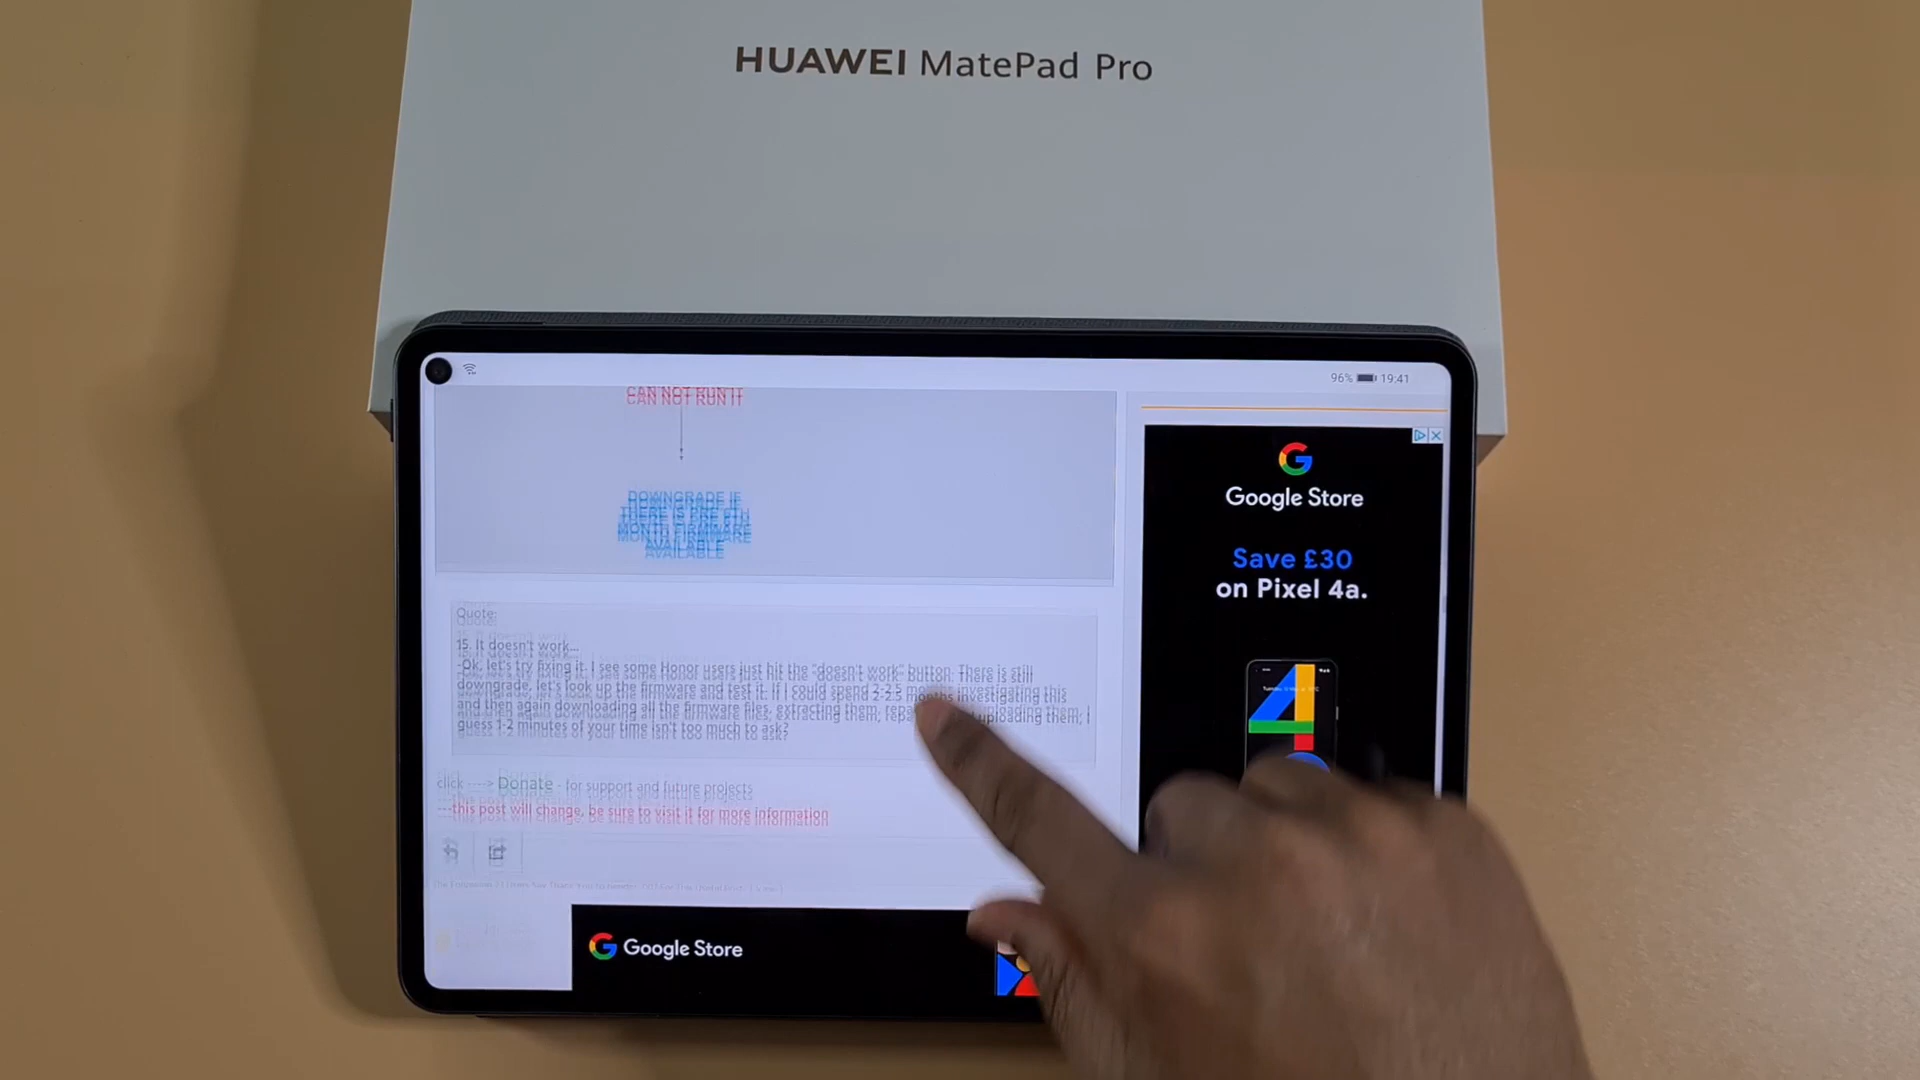 HUAWEI MatePad Pro
96% 19:41
CAN NOT RUN IT
DOWNGRADE IF
THERE IS PRE 8TH
MONTH FIRMWARE
AVAILABLE
Quote:
15. It doesn't work...
-Ok, let's try fixing it. I see some Honor users just hit the "doesn't work" button. There is still
downgrade, let's look up the firmware and test it. If I could spend 2-2.5 months investigating this
and then again downloading all the firmware files, extracting them, uploading them, I
guess 1-2 minutes of your time isn't too much to ask?
click ----> Donate - for support and future projects
---this post will change, be sure to visit it for more information
Google Store
Save £30
on Pixel 4a.
Google Store